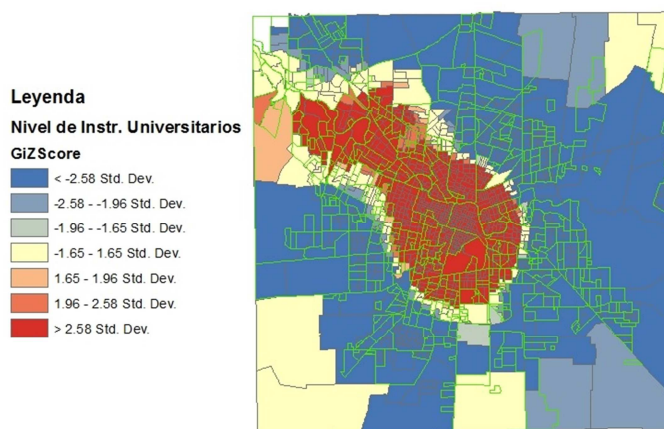 Leyenda
Nivel de Instr. Universitarios
GiZScore
< -2.58 Std. Dev.
-2.58 - -1.96 Std. Dev.
-1.96 - -1.65 Std. Dev.
-1.65 - 1.65 Std. Dev.
1.65 - 1.96 Std. Dev.
1.96 - 2.58 Std. Dev.
> 2.58 Std. Dev.